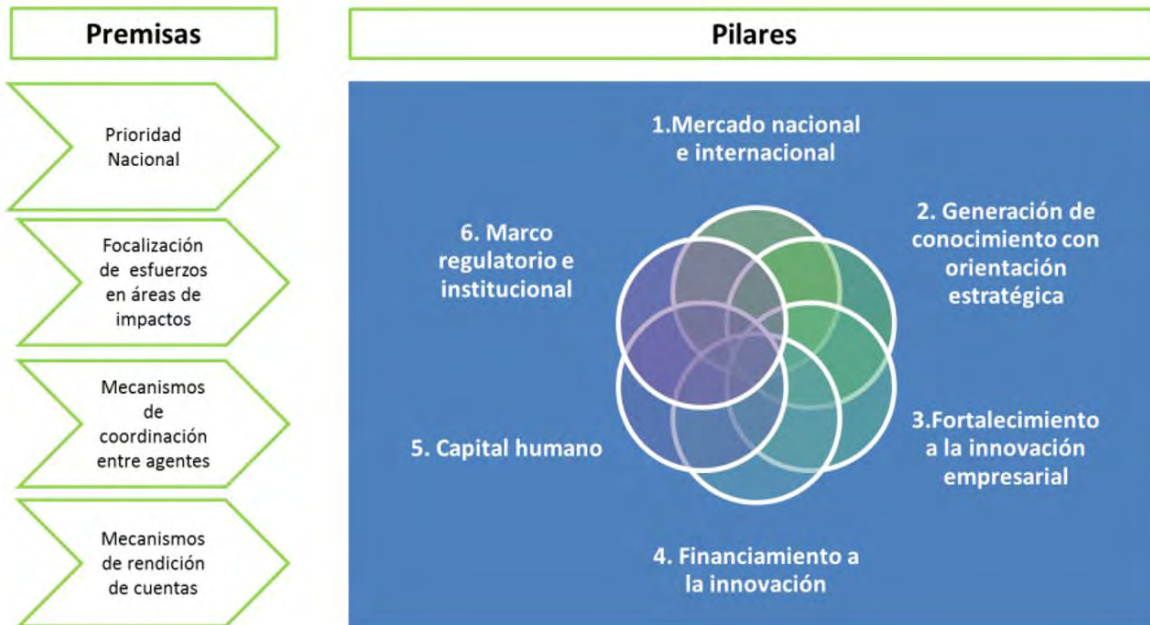 Premisas
Prioridad
Nacional
Focalización
de esfuerzos
en áreas de
impactos
Mecanismos
de
coordinación
entre agentes
Mecanismos
de rendición
de cuentas
Pilares
1.Mercado nacional
e internacional
2. Generación de
conocimiento con
orientación
estratégica
3.Fortalecimiento
a la innovación
empresarial
4. Financiamiento a
la innovación
5. Capital humano
6. Marco
regulatorio e
institucional